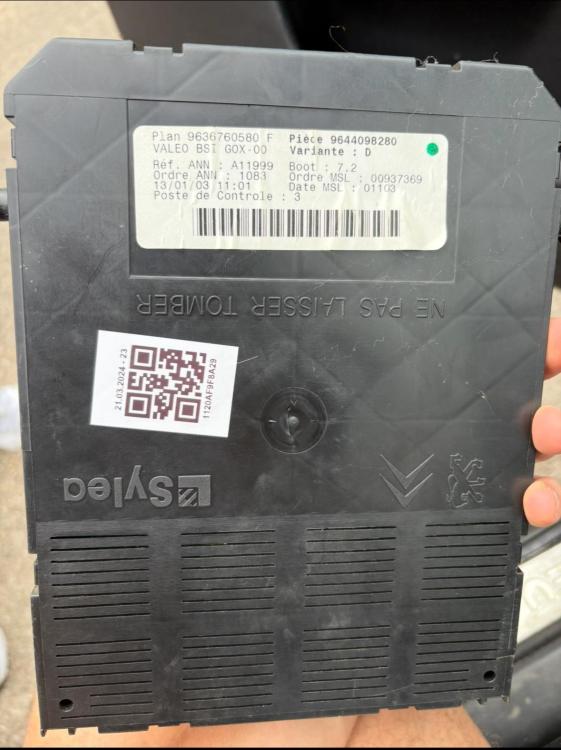 Plan 9636760580 F Pièce 9644098280
VALEO BSI GOX-00 Variante : D
Réf. ANN : A11999 Boot : 7.2
Ordre ANN : 1083 Ordre MSL : 00937369
13/01/03 11:01 Date MSL : 01103
Poste de Controle : 3
NE PAS LAISSER TOMBER
21.03.2024 - 23
1120AF9F8A29
Sylea